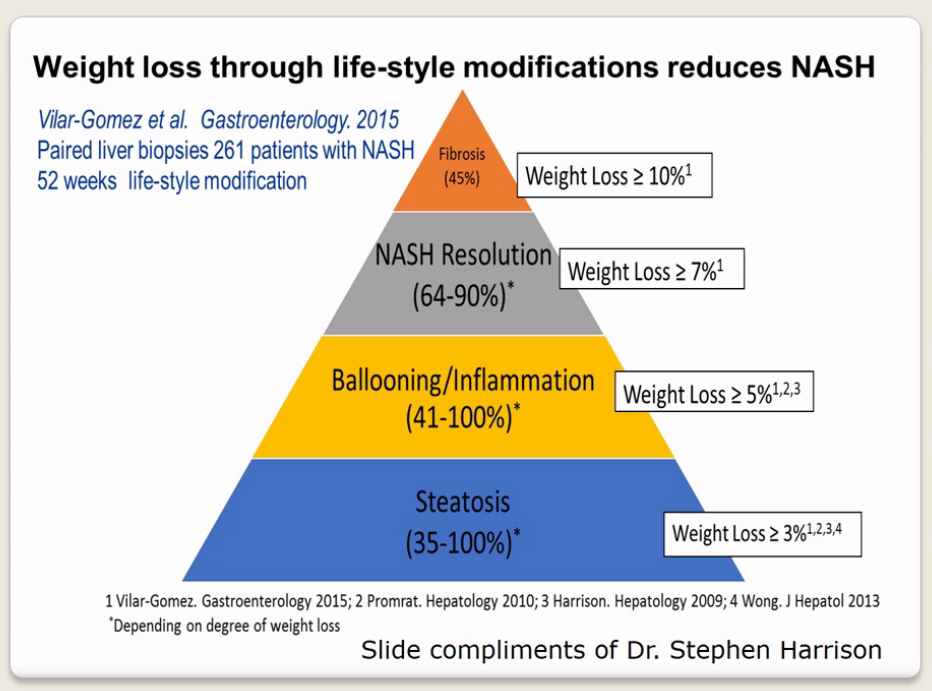 Weight loss through life-style modifications reduces NASH
Vilar-Gomez et al. Gastroenterology. 2015
Paired liver biopsies 261 patients with NASH
52 weeks life-style modification
Fibrosis
(45%)
Weight Loss ≥ 10%¹
NASH Resolution
(64-90%)*
Weight Loss ≥ 7%¹
Ballooning/Inflammation
(41-100%)*
Weight Loss ≥ 5%¹,²,³
Steatosis
(35-100%)*
Weight Loss ≥ 3%¹,²,³,⁴
1 Vilar-Gomez. Gastroenterology 2015; 2 Promrat. Hepatology 2010; 3 Harrison. Hepatology 2009; 4 Wong. J Hepatol 2013
*Depending on degree of weight loss
Slide compliments of Dr. Stephen Harrison